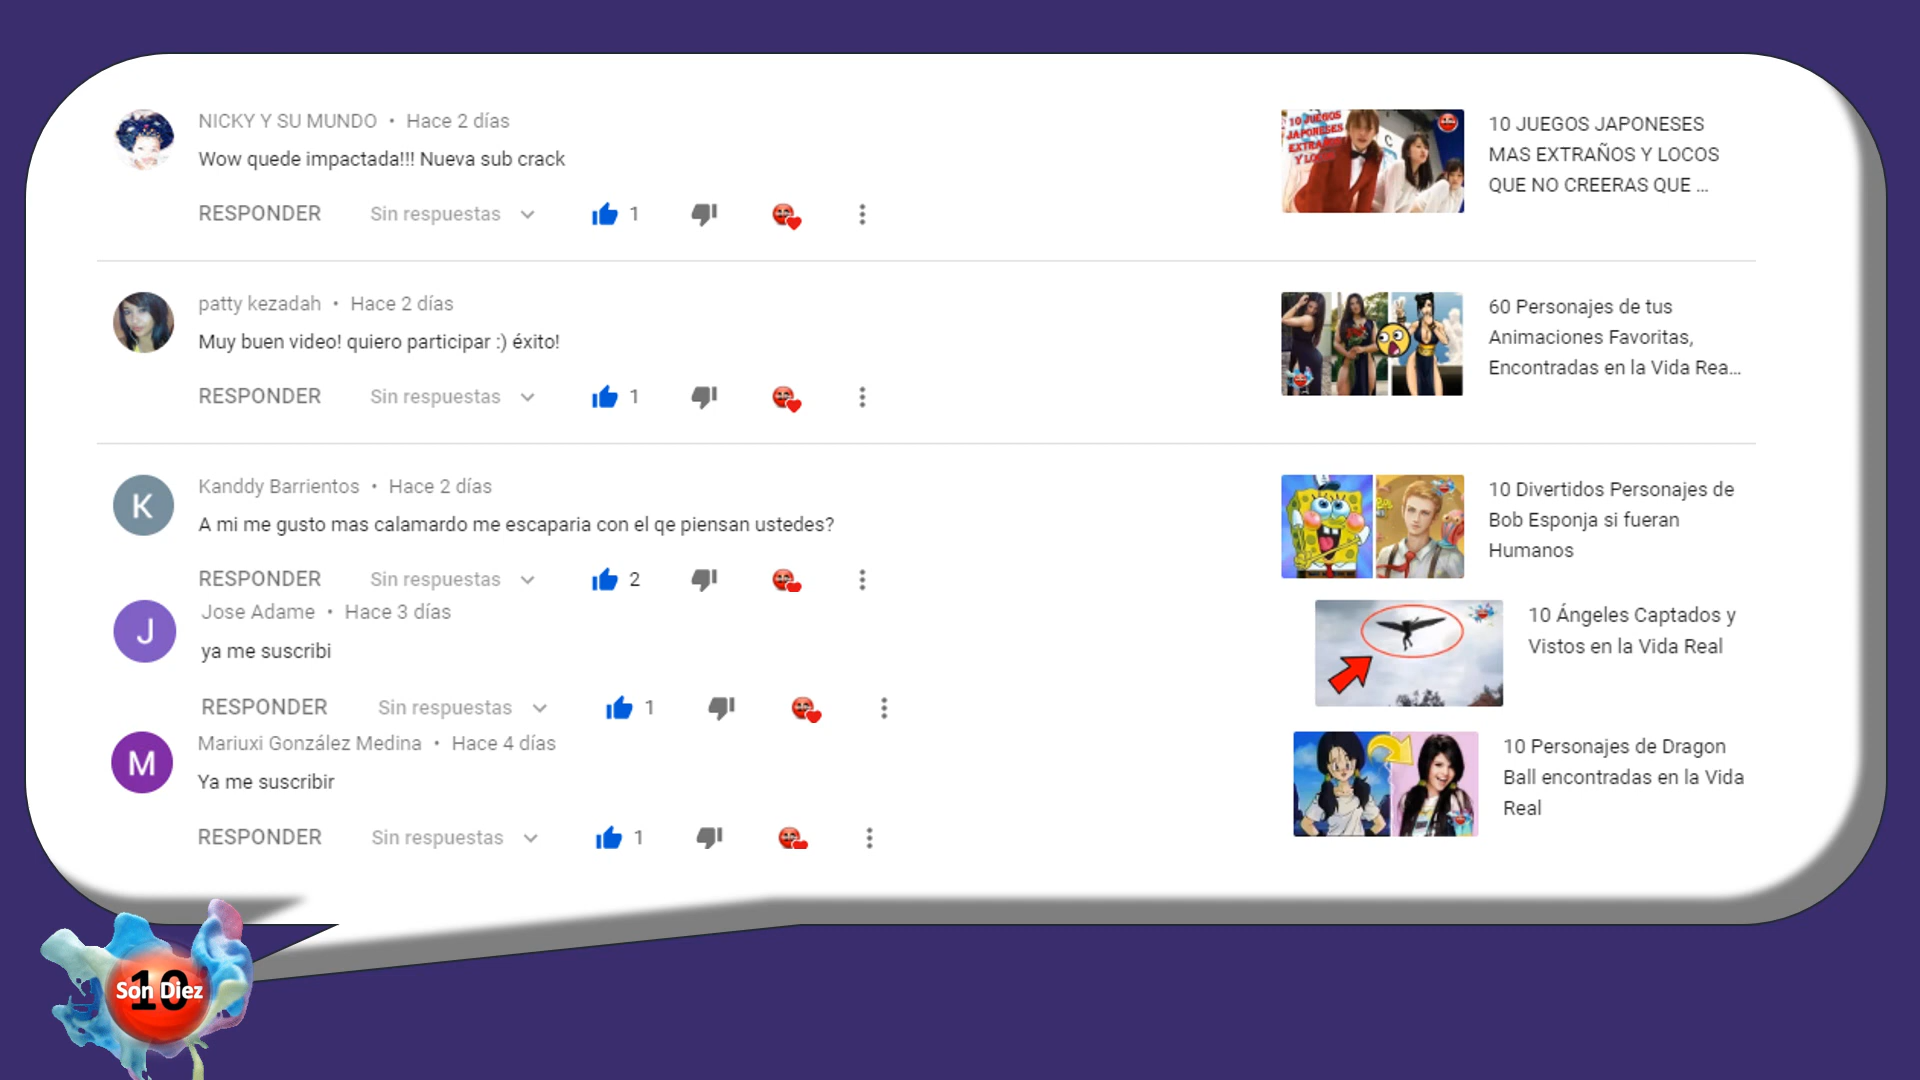 NICKY Y SU MUNDO • Hace 2 días
Wow quede impactada!!! Nueva sub crack
RESPONDER Sin respuestas 1
10 JUEGOS JAPONESES EXTRAÑOS Y LOCOS
10 JUEGOS JAPONESES
MAS EXTRAÑOS Y LOCOS
QUE NO CREERAS QUE ...
patty kezadah • Hace 2 días
Muy buen video! quiero participar :) éxito!
RESPONDER Sin respuestas 1
60 Personajes de tus
Animaciones Favoritas,
Encontradas en la Vida Rea...
K
Kanddy Barrientos • Hace 2 días
A mi me gusto mas calamardo me escaparia con el qe piensan ustedes?
RESPONDER Sin respuestas 2
10 Divertidos Personajes de
Bob Esponja si fueran
Humanos
J
Jose Adame • Hace 3 días
ya me suscribi
RESPONDER Sin respuestas 1
10 Ángeles Captados y
Vistos en la Vida Real
M
Mariuxi González Medina • Hace 4 días
Ya me suscribir
RESPONDER Sin respuestas 1
10 Personajes de Dragon
Ball encontradas en la Vida
Real
10
Son Diez